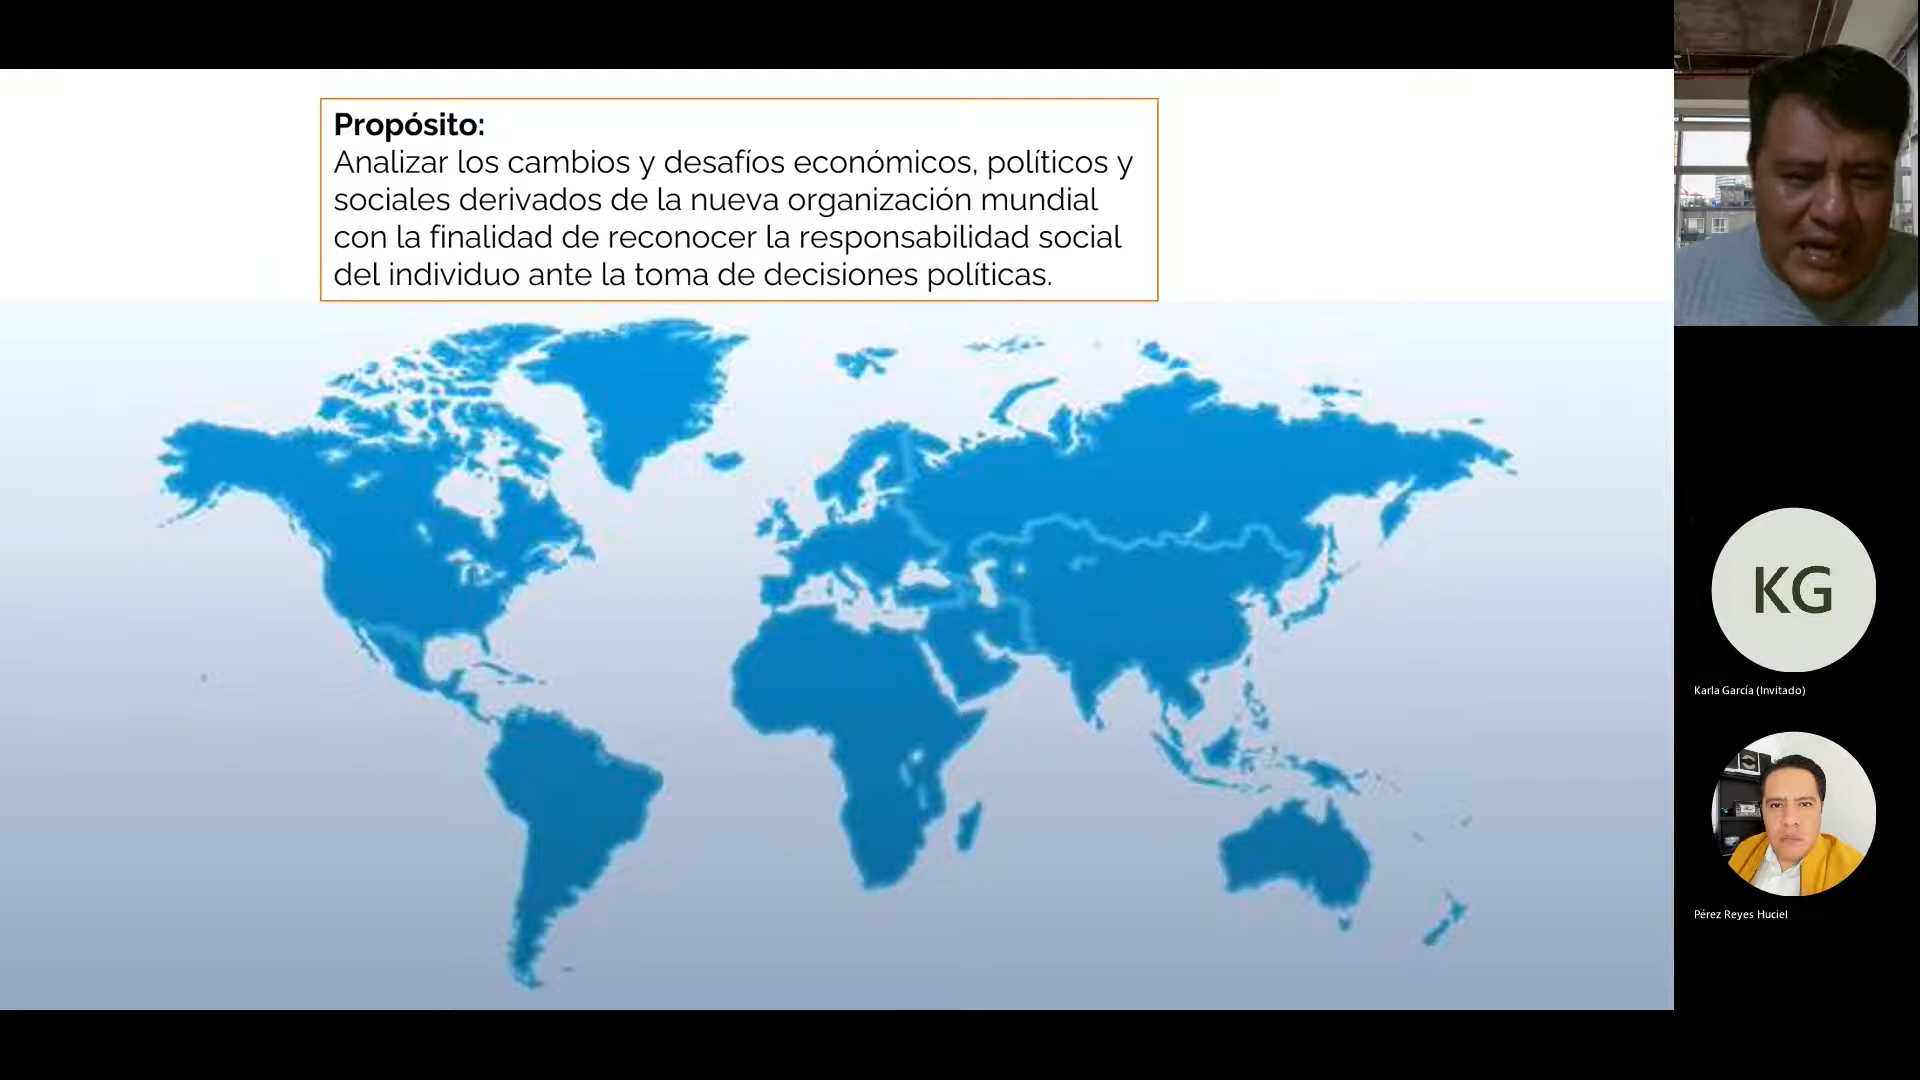 Propósito:
Analizar los cambios y desafíos económicos, políticos y
sociales derivados de la nueva organización mundial
con la finalidad de reconocer la responsabilidad social
del individuo ante la toma de decisiones políticas.
KG
Karla García (Invitado)
Pérez Reyes Huciel